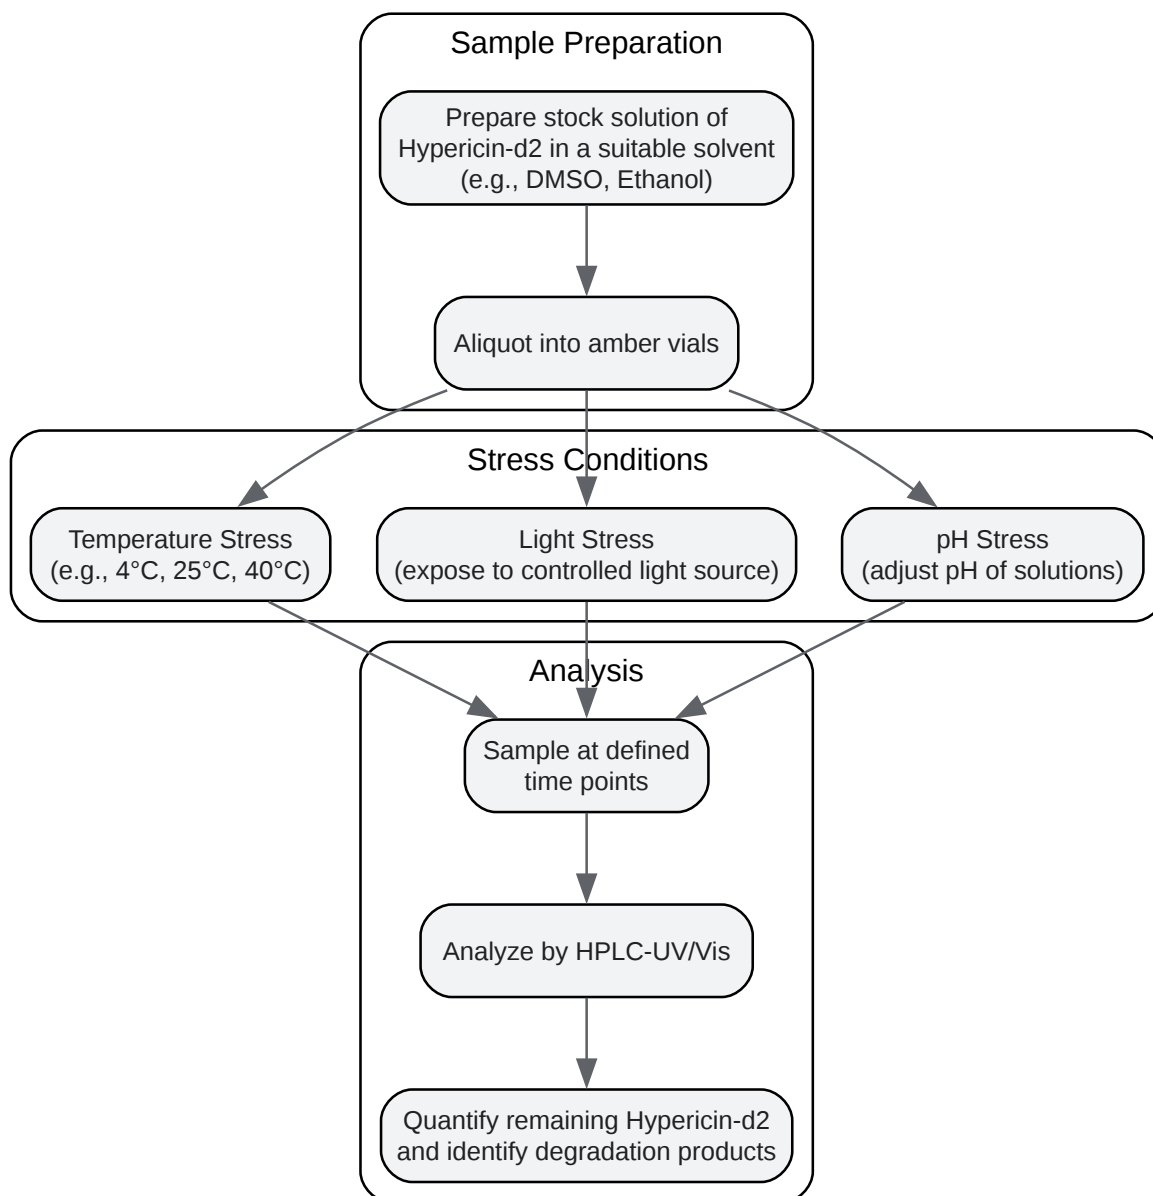 Sample Preparation
Prepare stock solution of
Hypericin-d2 in a suitable solvent
(e.g., DMSO, Ethanol)
Aliquot into amber vials
Stress Conditions
Temperature Stress
(e.g., 4°C, 25°C, 40°C)
Light Stress
(expose to controlled light source)
pH Stress
(adjust pH of solutions)
Analysis
Sample at defined
time points
Analyze by HPLC-UV/Vis
Quantify remaining Hypericin-d2
and identify degradation products